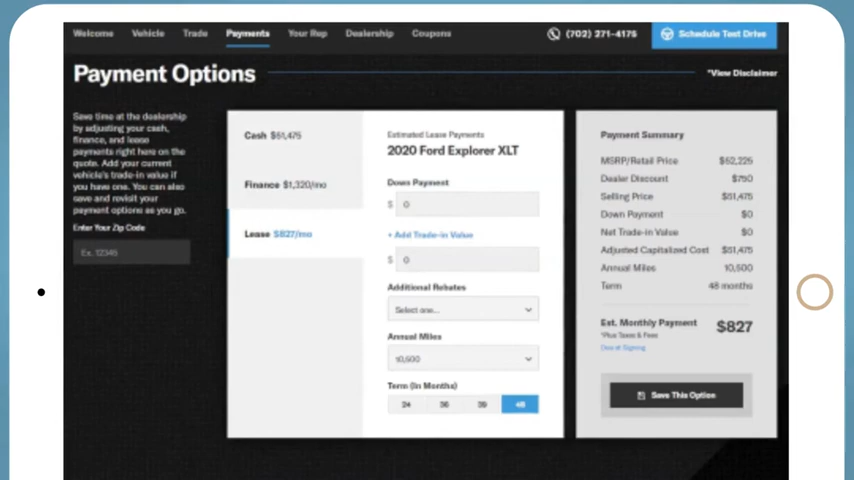 Welcome Vehicle Trade Payments Your Rep Dealership Coupons (702) 271-4175 Schedule Test Drive
Payment Options
*View Disclaimer
Save time at the dealership
by adjusting your cash,
finance, and lease
payments right here on the
quote. Add your current
vehicle's trade-in value if
you have one. You can also
save and revisit your
payment options as you go.
Enter Your Zip Code
Ex. 12345
Cash $51,475
Finance $1,320/mo
Lease $827/mo
Estimated Lease Payments
2020 Ford Explorer XLT
Down Payment
$ 0
+ Add Trade-in Value
$ 0
Additional Rebates
Select one...
Annual Miles
10,500
Term (In Months)
24 36 39 48
Payment Summary
MSRP/Retail Price $52,225
Dealer Discount $750
Selling Price $51,475
Down Payment $0
Net Trade-in Value $0
Adjusted Capitalized Cost $51,475
Annual Miles 10,500
Term 48 months
Est. Monthly Payment $827
*Plus Taxes & Fees
Due at Signing
Save This Option